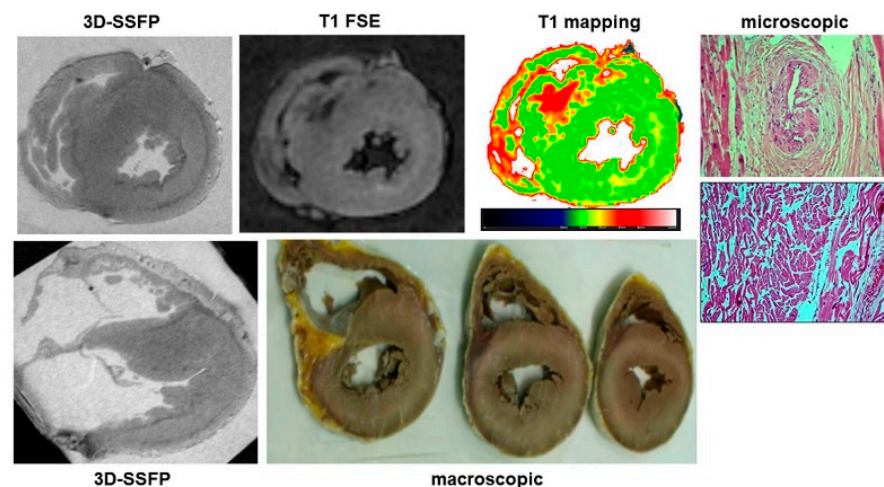 3D-SSFP
T1 FSE
T1 mapping
microscopic
3D-SSFP
macroscopic